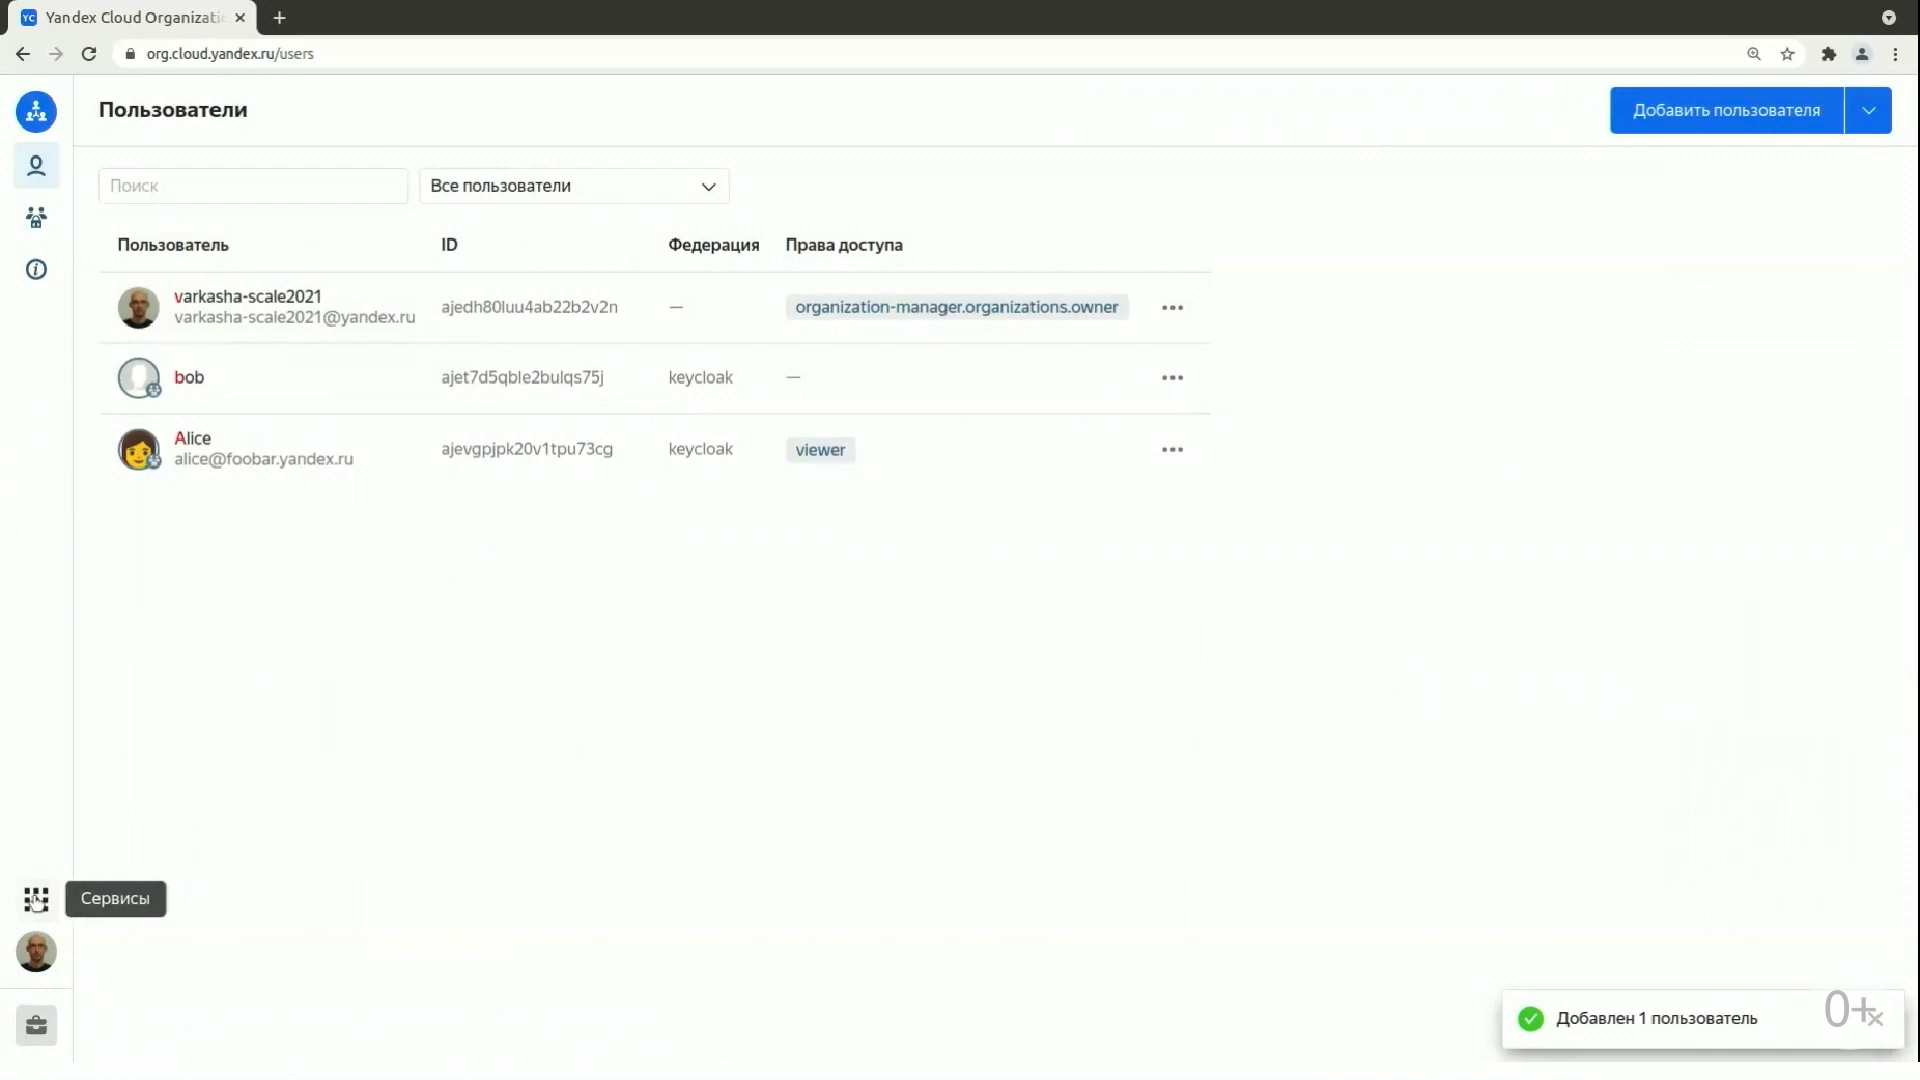 Yandex Cloud Organizati
org.cloud.yandex.ru/users
Пользователи
Добавить пользователя
Поиск
Все пользователи
Пользователь ID Федерация Права доступа
varkasha-scale2021
varkasha-scale2021@yandex.ru
ajedh80luu4ab22b2v2n — organization-manager.organizations.owner
bob ajet7d5qble2bulqs75j keycloak —
Alice
alice@foobar.yandex.ru
ajevgpjpk20v1tpu73cg keycloak viewer
Сервисы
Добавлен 1 пользователь
0+